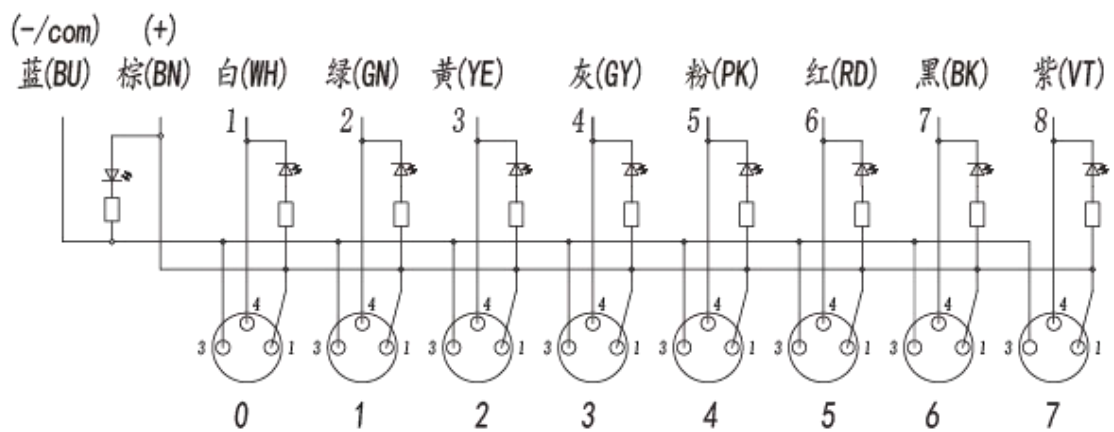 (-/com) (+)
蓝(BU) 棕(BN) 白(WH) 绿(GN) 黄(YE) 灰(GY) 粉(PK) 红(RD) 黑(BK) 紫(VT)
1 2 3 4 5 6 7 8
4 4 4 4 4 4 4 4
3 1 3 1 3 1 3 1 3 1 3 1 3 1 3 1
0 1 2 3 4 5 6 7